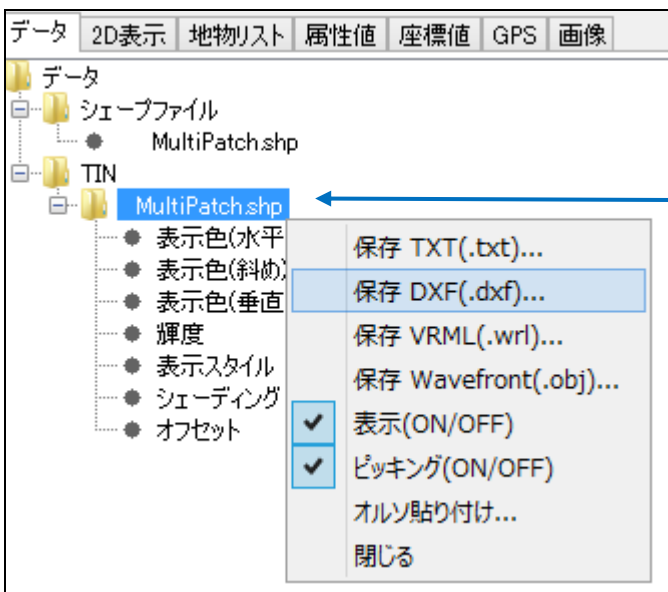 データ 2D表示 地物リスト 属性値 座標値 GPS 画像
データ
シェープファイル
MultiPatch.shp
TIN
MultiPatch.shp
表示色(水平
表示色(斜め)
表示色(垂直
輝度
表示スタイル
シェーディング
オフセット
保存 TXT(.txt)...
保存 DXF(.dxf)...
保存 VRML(.wrl)...
保存 Wavefront(.obj)...
表示(ON/OFF)
ピッキング(ON/OFF)
オルソ貼り付け...
閉じる